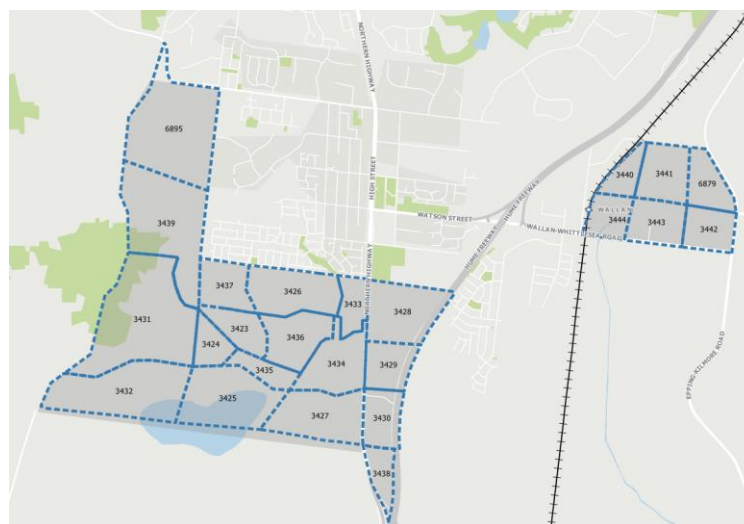 NORTHERN HIGHWAY
6895
HIGH STREET
HUME FREEWAY
3440
3441
6879
WATSON STREET
WALLAN
WALLAN-WHITTLESEA ROAD
3439
3444
3443
3442
HUME FREEWAY
NORTHERN HIGHWAY
3437
3426
3433
3428
3431
3423
3436
3424
3434
3429
3435
EPPING-KILMORE ROAD
3432
3425
3427
3430
3438